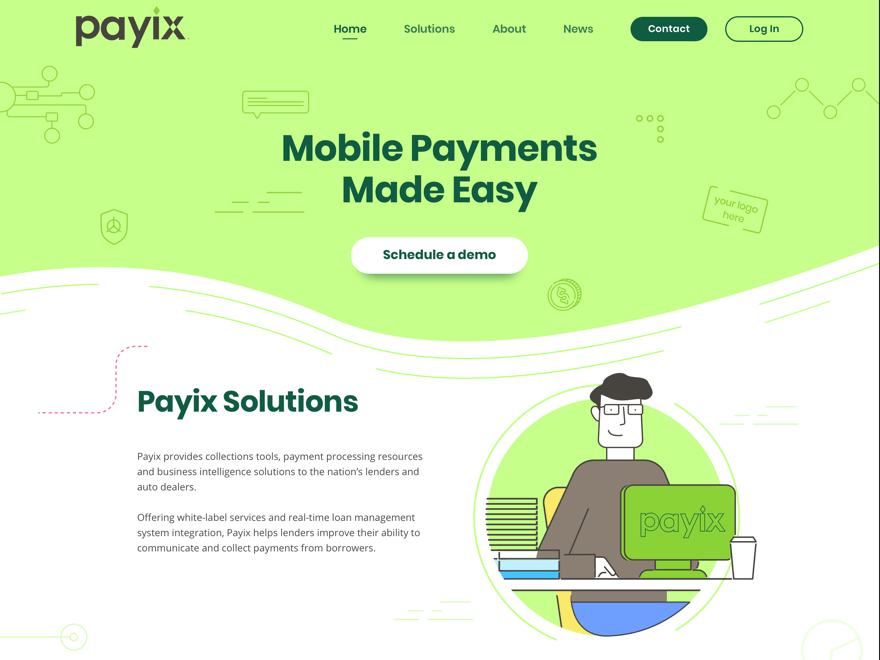 payix
Home
Solutions
About
News
Contact
Log In
Mobile Payments
Made Easy
your logo
here
Schedule a demo
Payix Solutions
Payix provides collections tools, payment processing resources
and business intelligence solutions to the nation’s lenders and
auto dealers.
Offering white-label services and real-time loan management
system integration, Payix helps lenders improve their ability to
communicate and collect payments from borrowers.
payix